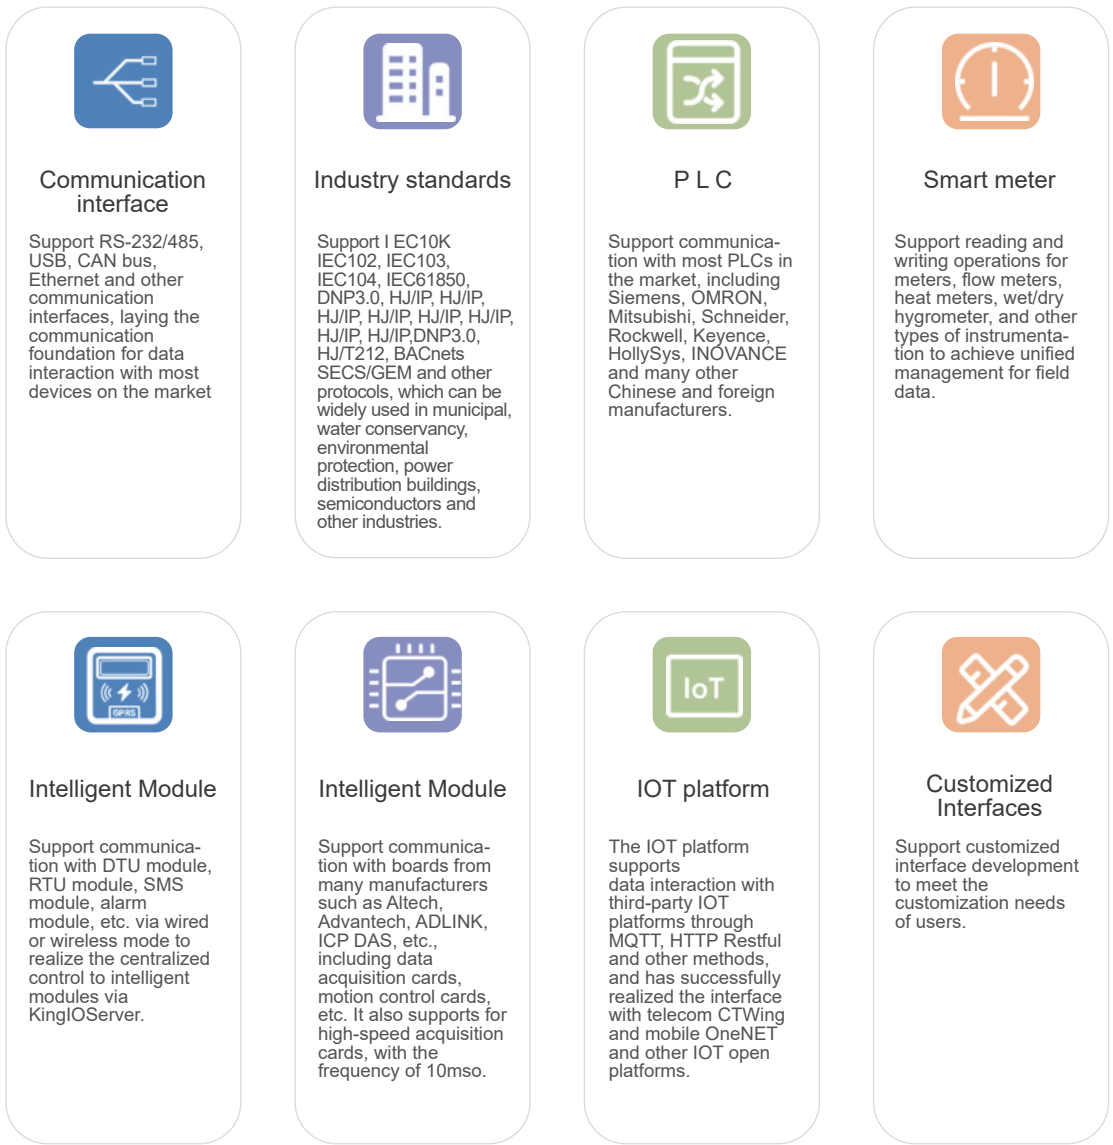 Communication
interface
Support RS-232/485,
USB, CAN bus,
Ethernet and other
communication
interfaces, laying the
communication
foundation for data
interaction with most
devices on the market
Industry standards
Support I EC10K
IEC102, IEC103,
IEC104, IEC61850,
DNP3.0, HJ/IP, HJ/IP,
HJ/IP, HJ/IP, HJ/IP, HJ/IP,
HJ/IP, HJ/IP,DNP3.0,
HJ/T212, BACnets
SECS/GEM and other
protocols, which can be
widely used in municipal,
water conservancy,
environmental
protection, power
distribution buildings,
semiconductors and
other industries.
P L C
Support communica-
tion with most PLCs in
the market, including
Siemens, OMRON,
Mitsubishi, Schneider,
Rockwell, Keyence,
HollySys, INOVANCE
and many other
Chinese and foreign
manufacturers.
Smart meter
Support reading and
writing operations for
meters, flow meters,
heat meters, wet/dry
hygrometer, and other
types of instrumenta-
tion to achieve unified
management for field
data.
GPRS
Intelligent Module
Support communica-
tion with DTU module,
RTU module, SMS
module, alarm
module, etc. via wired
or wireless mode to
realize the centralized
control to intelligent
modules via
KingIOServer.
Intelligent Module
Support communica-
tion with boards from
many manufacturers
such as Altech,
Advantech, ADLINK,
ICP DAS, etc.,
including data
acquisition cards,
motion control cards,
etc. It also supports for
high-speed acquisition
cards, with the
frequency of 10mso.
IoT
IOT platform
The IOT platform
supports
data interaction with
third-party IOT
platforms through
MQTT, HTTP Restful
and other methods,
and has successfully
realized the interface
with telecom CTWing
and mobile OneNET
and other IOT open
platforms.
Customized
Interfaces
Support customized
interface development
to meet the
customization needs
of users.